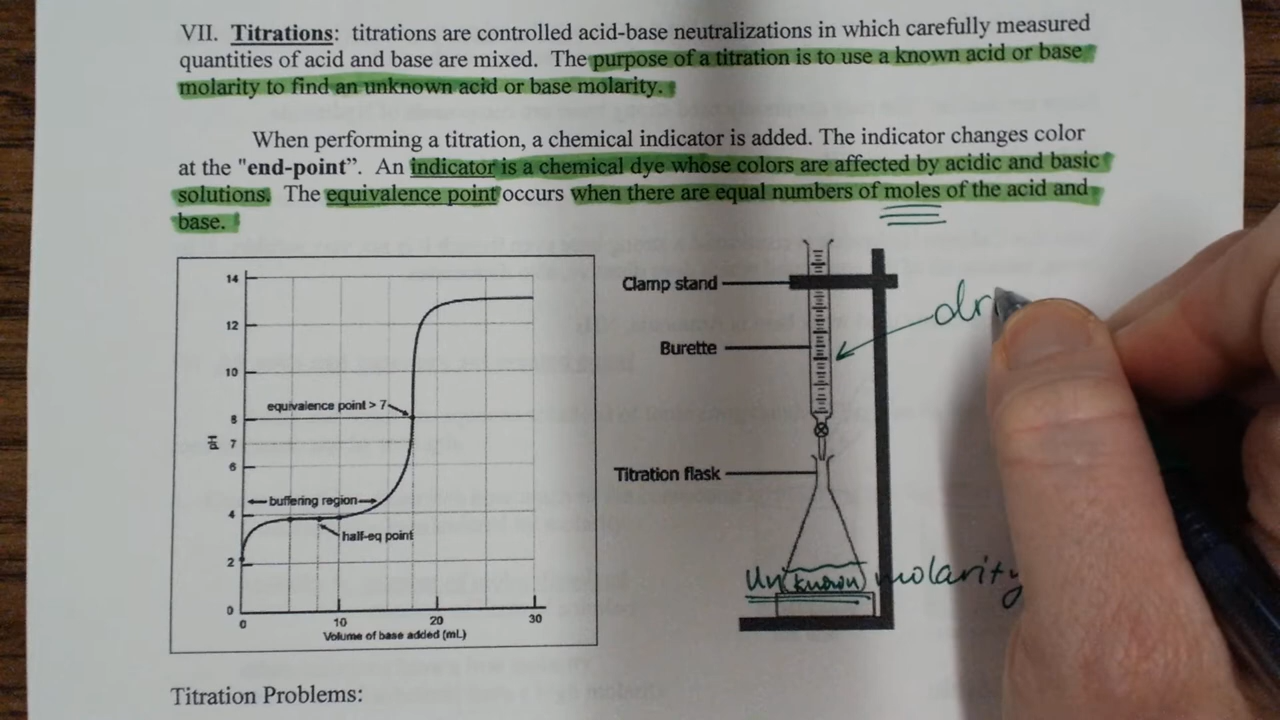 VII. Titrations: titrations are controlled acid-base neutralizations in which carefully measured
quantities of acid and base are mixed. The purpose of a titration is to use a known acid or base
molarity to find an unknown acid or base molarity.
When performing a titration, a chemical indicator is added. The indicator changes color
at the "end-point”. An indicator is a chemical dye whose colors are affected by acidic and basic
solutions. The equivalence point occurs when there are equal numbers of moles of the acid and
base.
14
12
10
8
7
6
4
2
0
pH
equivalence point > 7
buffering region
half-eq point
0 10 20 30
Volume of base added (mL)
Clamp stand
Burette
Titration flask
dr
Un(known) molarity
Titration Problems: